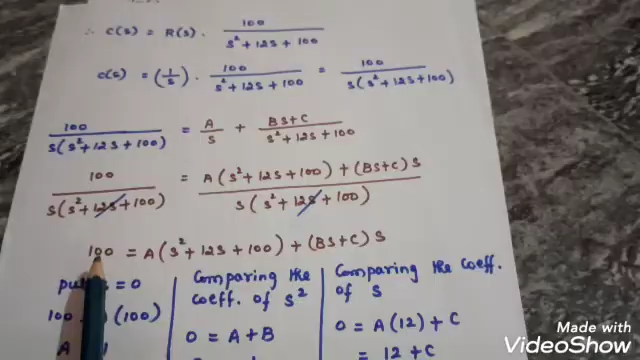 ∴ C(s) = R(s) . 100 / s² + 12s + 100
C(s) = (1/s) . 100 / s² + 12s + 100 = 100 / s(s² + 12s + 100)
100 / s(s² + 12s + 100) = A/s + Bs + C / s² + 12s + 100
100 / s(s² + 12s + 100) = A(s² + 12s + 100) + (Bs + C) s / s(s² + 12s + 100)
100 = A(s² + 12s + 100) + (Bs + C) s
= 0
100 (100)
A
Comparing the
coeff. of s²
0 = A + B
Comparing the coeff.
of s
0 = A(12) + C
= 12 + C
Made with
VideoShow